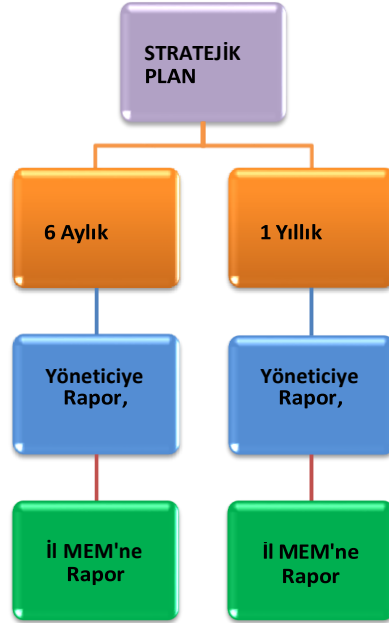 STRATEJİK
PLAN
6 Aylık
1 Yıllık
Yöneticiye
Rapor,
Yöneticiye
Rapor,
İl MEM'ne
Rapor
İl MEM'ne
Rapor